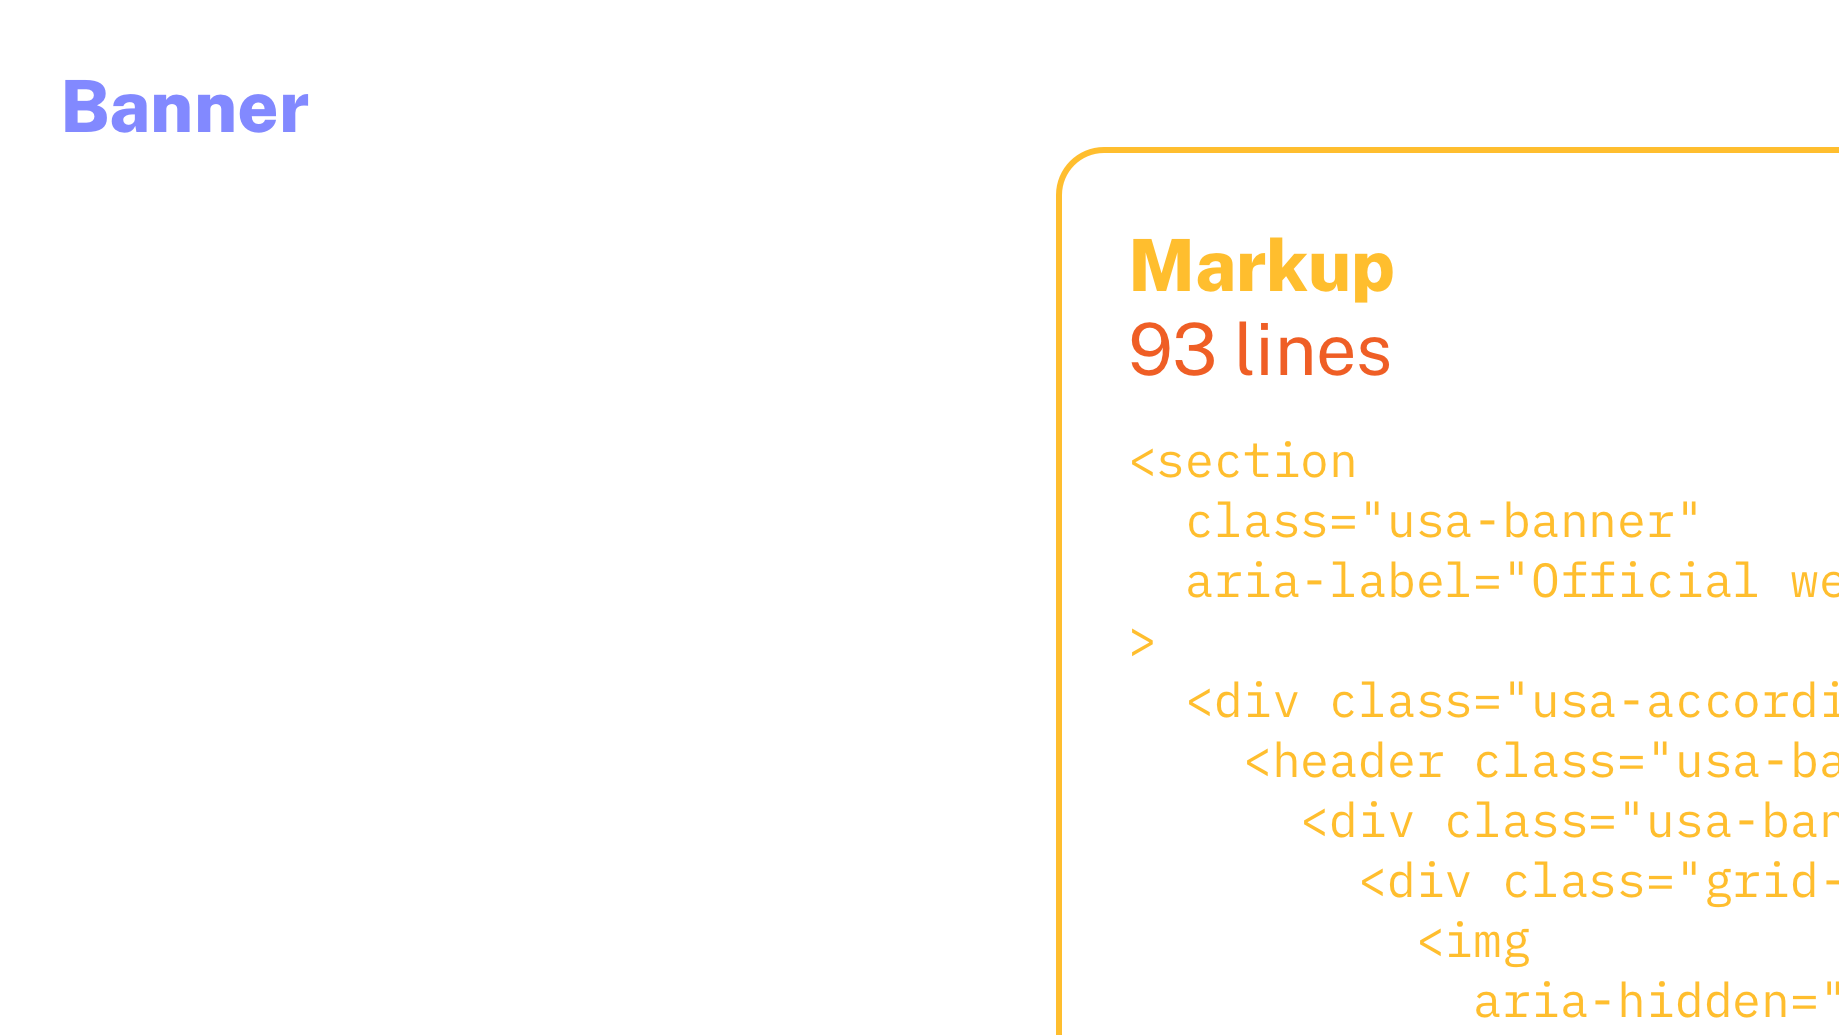 Banner
Markup
93 lines
<section
class="usa-banner"
aria-label="Official
>
<div class="usa-accordi
<header class="usa-ba
<div class="usa-ban
<div class="grid-
<img
aria-hidden="